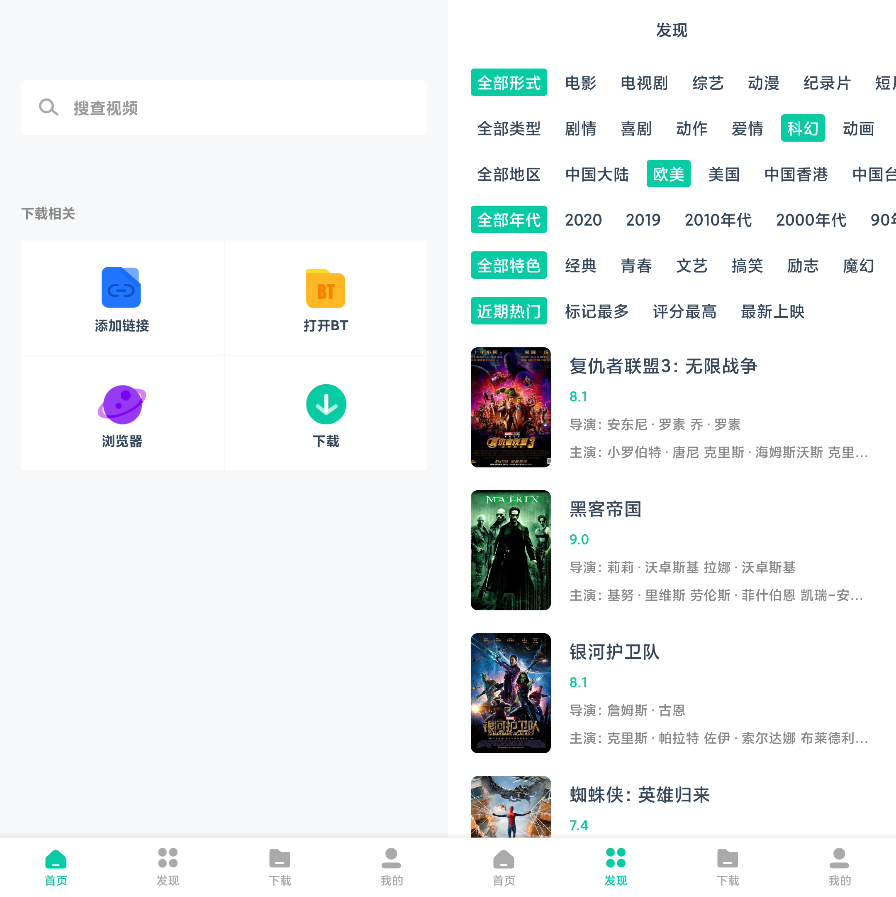 搜查视频
下载相关
添加链接
BT
打开BT
浏览器
下载
首页
发现
下载
我的
发现
全部形式 电影 电视剧 综艺 动漫 纪录片
全部类型 剧情 喜剧 动作 爱情 科幻 动画
全部地区 中国大陆 欧美 美国 中国香港 中国台
全部年代 2020 2019 2010年代 2000年代 90年
全部特色 经典 青春 文艺 搞笑 励志 魔幻
近期热门 标记最多 评分最高 最新上映
复仇者联盟3: 无限战争
8.1
导演: 安东尼 · 罗素 乔 · 罗素
主演: 小罗伯特 · 唐尼 克里斯 · 海姆斯沃斯 克里...
MATRIX
黑客帝国
9.0
导演: 莉莉 · 沃卓斯基 拉娜 · 沃卓斯基
主演: 基努 · 里维斯 劳伦斯 · 菲什伯恩 凯瑞-安...
银河护卫队
银河护卫队
8.1
导演: 詹姆斯 · 古恩
主演: 克里斯 · 帕拉特 佐伊 · 索尔达娜 布莱德利...
蜘蛛侠: 英雄归来
7.4
首页
发现
下载
我的